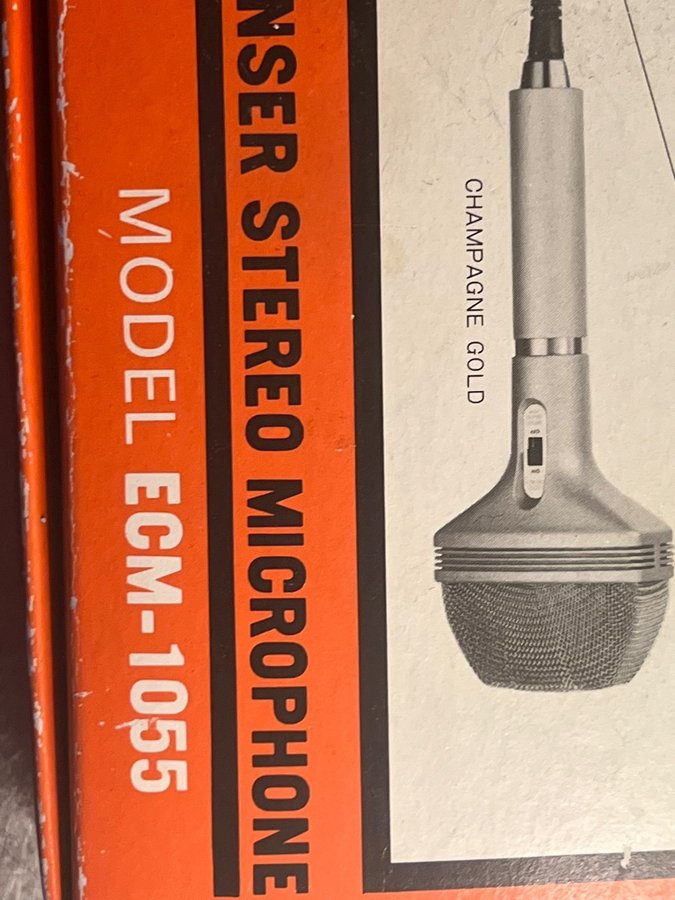 NSER STEREO MICROPHONE
MODEL ECM-1055
CHAMPAGNE GOLD